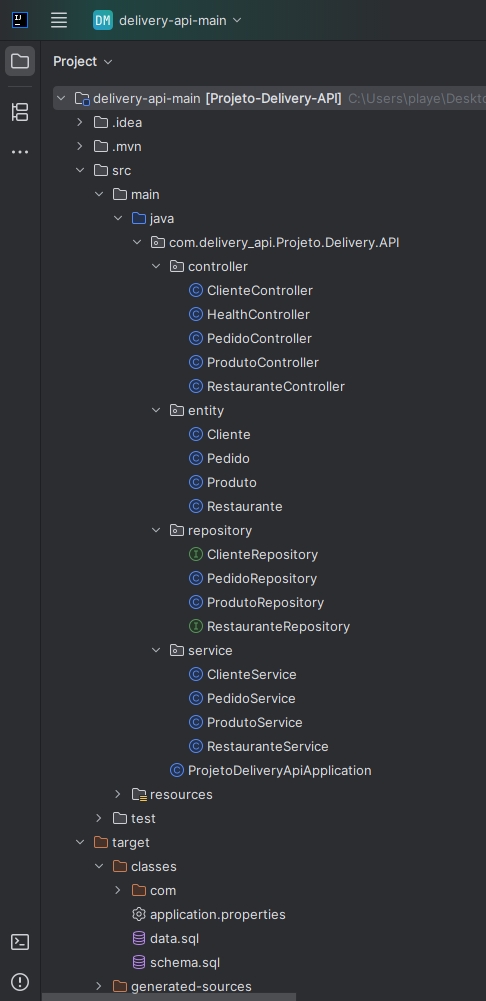 DM delivery-api-main
Project
delivery-api-main [Projeto-Delivery-API] C:\Users\playe\Deskto
.idea
.mvn
src
main
java
com.delivery_api.Projeto.Delivery.API
controller
C ClienteController
C HealthController
C PedidoController
C ProdutoController
C RestauranteController
entity
C Cliente
C Pedido
C Produto
C Restaurante
repository
I ClienteRepository
C PedidoRepository
C ProdutoRepository
I RestauranteRepository
service
C ClienteService
C PedidoService
C ProdutoService
C RestauranteService
C ProjetoDeliveryApiApplication
resources
test
target
classes
com
application.properties
data.sql
schema.sql
generated-sources